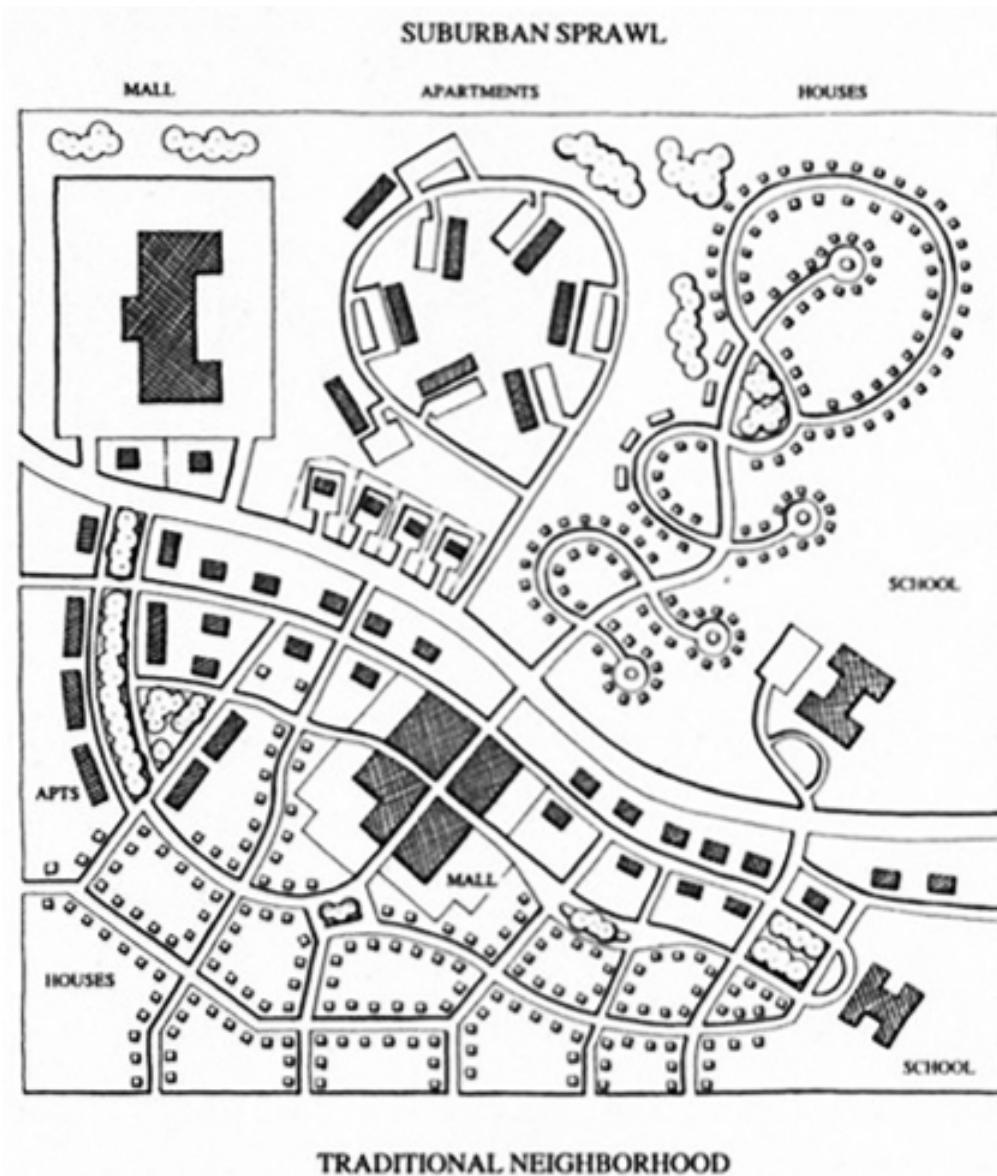 SUBURBAN SPRAWL
MALL APARTMENTS HOUSES
SCHOOL
APTS
MALL
HOUSES
SCHOOL
TRADITIONAL NEIGHBORHOOD